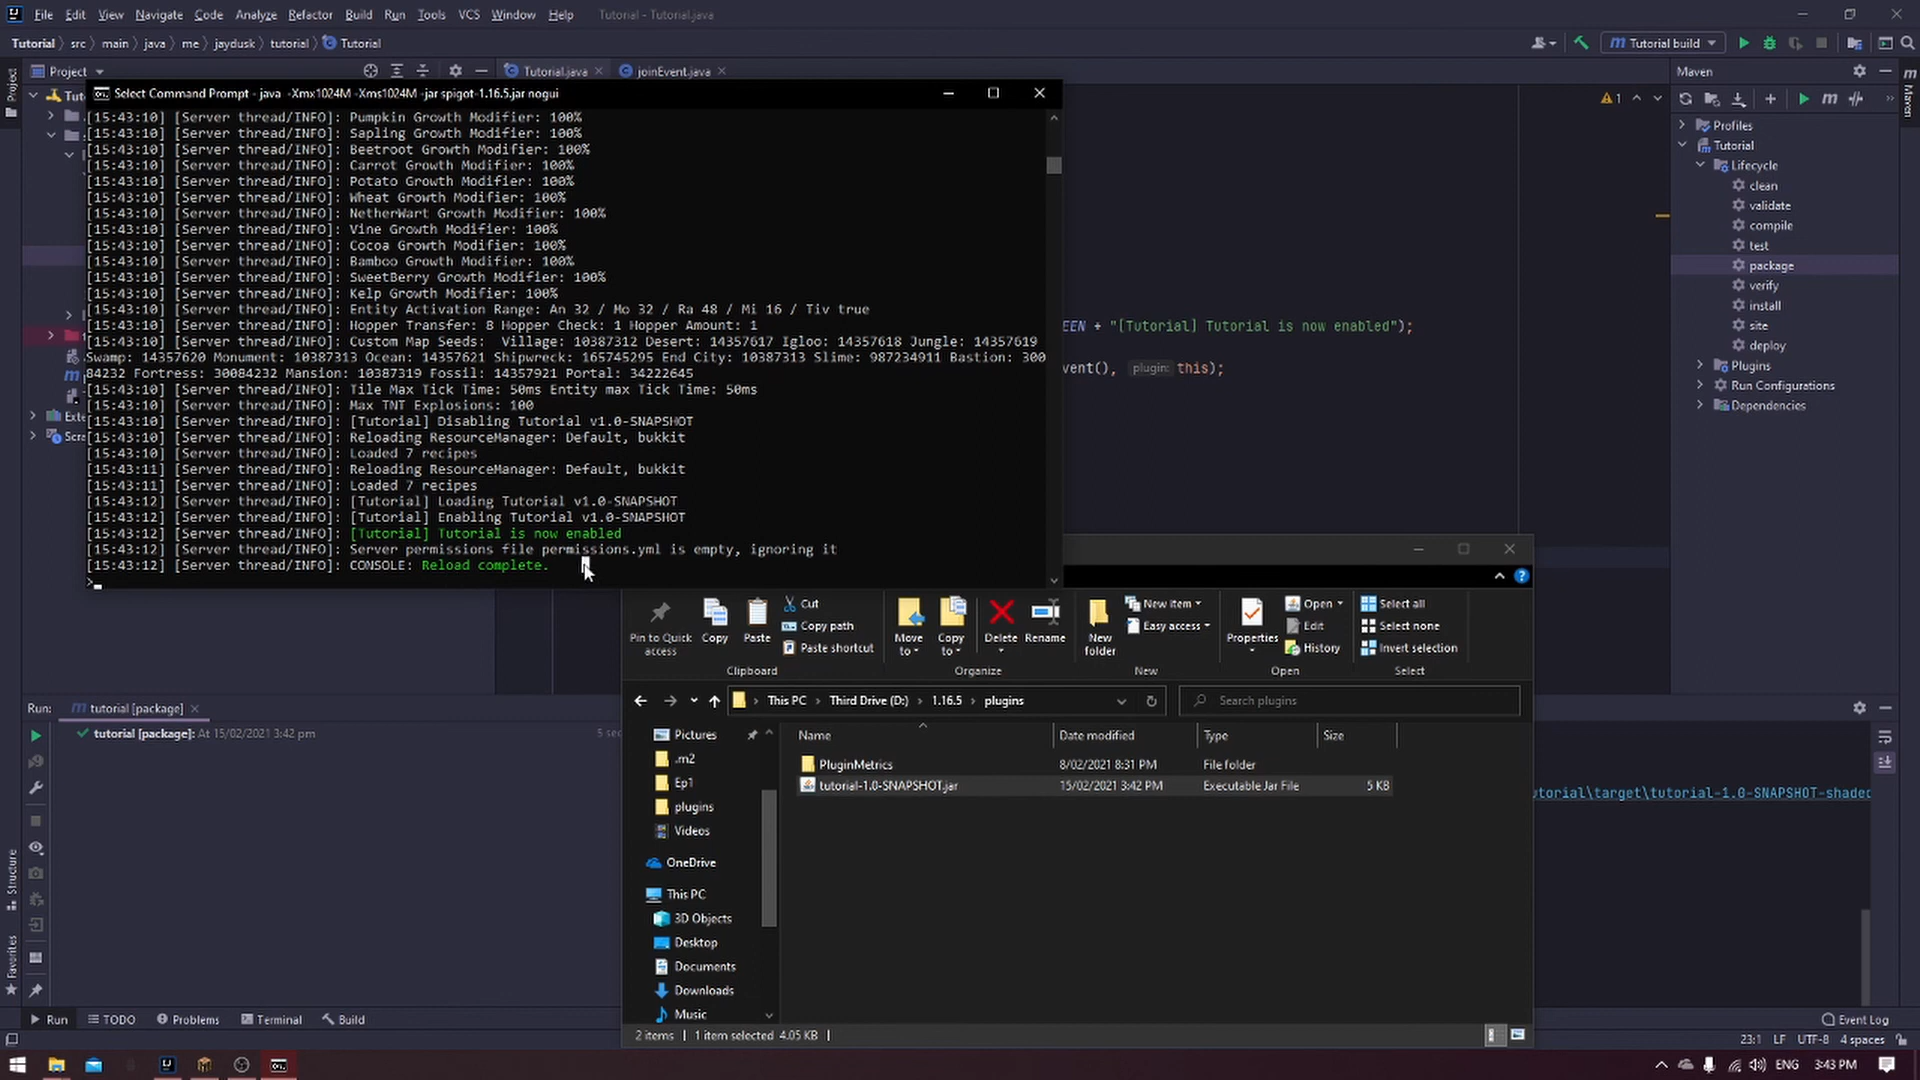 File Edit View Navigate Code Analyze Refactor Build Run Tools VCS Window Help Tutorial - Tutorial.java
Tutorial src main java me jaydusk tutorial Tutorial
Tutorial build
Project
Tutorial.java
joinEvent.java
Maven
Select Command Prompt - java -Xmx1024M -Xms1024M -jar spigot-1.16.5.jar nogui
[15:43:10] [Server thread/INFO]: Pumpkin Growth Modifier: 100%
[15:43:10] [Server thread/INFO]: Sapling Growth Modifier: 100%
[15:43:10] [Server thread/INFO]: Beetroot Growth Modifier: 100%
[15:43:10] [Server thread/INFO]: Carrot Growth Modifier: 100%
[15:43:10] [Server thread/INFO]: Potato Growth Modifier: 100%
[15:43:10] [Server thread/INFO]: Wheat Growth Modifier: 100%
[15:43:10] [Server thread/INFO]: NetherWart Growth Modifier: 100%
[15:43:10] [Server thread/INFO]: Vine Growth Modifier: 100%
[15:43:10] [Server thread/INFO]: Cocoa Growth Modifier: 100%
[15:43:10] [Server thread/INFO]: Bamboo Growth Modifier: 100%
[15:43:10] [Server thread/INFO]: SweetBerry Growth Modifier: 100%
[15:43:10] [Server thread/INFO]: Kelp Growth Modifier: 100%
[15:43:10] [Server thread/INFO]: Entity Activation Range: An 32 / Mo 32 / Ra 48 / Mi 16 / Tiv true
[15:43:10] [Server thread/INFO]: Hopper Transfer: 8 Hopper Check: 1 Hopper Amount: 1
[15:43:10] [Server thread/INFO]: Custom Map Seeds:  Village: 10387312 Desert: 14357617 Igloo: 14357618 Jungle: 14357619
Swamp: 14357620 Monument: 10387313 Ocean: 14357621 Shipwreck: 165745295 End City: 10387313 Slime: 987234911 Bastion: 300
84232 Fortress: 30084232 Mansion: 10387319 Fossil: 14357921 Portal: 34222645
[15:43:10] [Server thread/INFO]: Tile Max Tick Time: 50ms Entity max Tick Time: 50ms
[15:43:10] [Server thread/INFO]: Max TNT Explosions: 100
[15:43:10] [Server thread/INFO]: [Tutorial] Disabling Tutorial v1.0-SNAPSHOT
[15:43:10] [Server thread/INFO]: Reloading ResourceManager: Default, bukkit
[15:43:10] [Server thread/INFO]: Loaded 7 recipes
[15:43:11] [Server thread/INFO]: Reloading ResourceManager: Default, bukkit
[15:43:11] [Server thread/INFO]: Loaded 7 recipes
[15:43:12] [Server thread/INFO]: [Tutorial] Loading Tutorial v1.0-SNAPSHOT
[15:43:12] [Server thread/INFO]: [Tutorial] Enabling Tutorial v1.0-SNAPSHOT
[15:43:12] [Server thread/INFO]: [Tutorial] Tutorial is now enabled
[15:43:12] [Server thread/INFO]: Server permissions file permissions.yml is empty, ignoring it
[15:43:12] [Server thread/INFO]: CONSOLE: Reload complete.
>
EEN + "[Tutorial] Tutorial is now enabled");
vent(), plugin: this);
1
Profiles
Tutorial
Lifecycle
clean
validate
compile
test
package
verify
install
site
deploy
Plugins
Run Configurations
Dependencies
Maven
Project
Tut
Exte
Scra
Pin to Quick access
Copy
Paste
Cut
Copy path
Paste shortcut
Clipboard
Move to
Copy to
Delete
Rename
Organize
New folder
New item
Easy access
New
Properties
Open
Edit
History
Open
Select all
Select none
Invert selection
Select
This PC Third Drive (D:) 1.16.5 plugins
Search plugins
Name Date modified Type Size
PluginMetrics 8/02/2021 8:31 PM File folder
tutorial-1.0-SNAPSHOT.jar 15/02/2021 3:42 PM Executable Jar File 5 KB
Pictures
.m2
Ep1
plugins
Videos
OneDrive
This PC
3D Objects
Desktop
Documents
Downloads
Music
2 items 1 item selected 4.05 KB
Run: tutorial [package]
tutorial [package]: At 15/02/2021 3:42 pm 5 sec
utorial\target\tutorial-1.0-SNAPSHOT-shaded
Structure
Favorites
Run TODO Problems Terminal Build
Event Log
23:1 LF UTF-8 4 spaces
ENG 3:43 PM